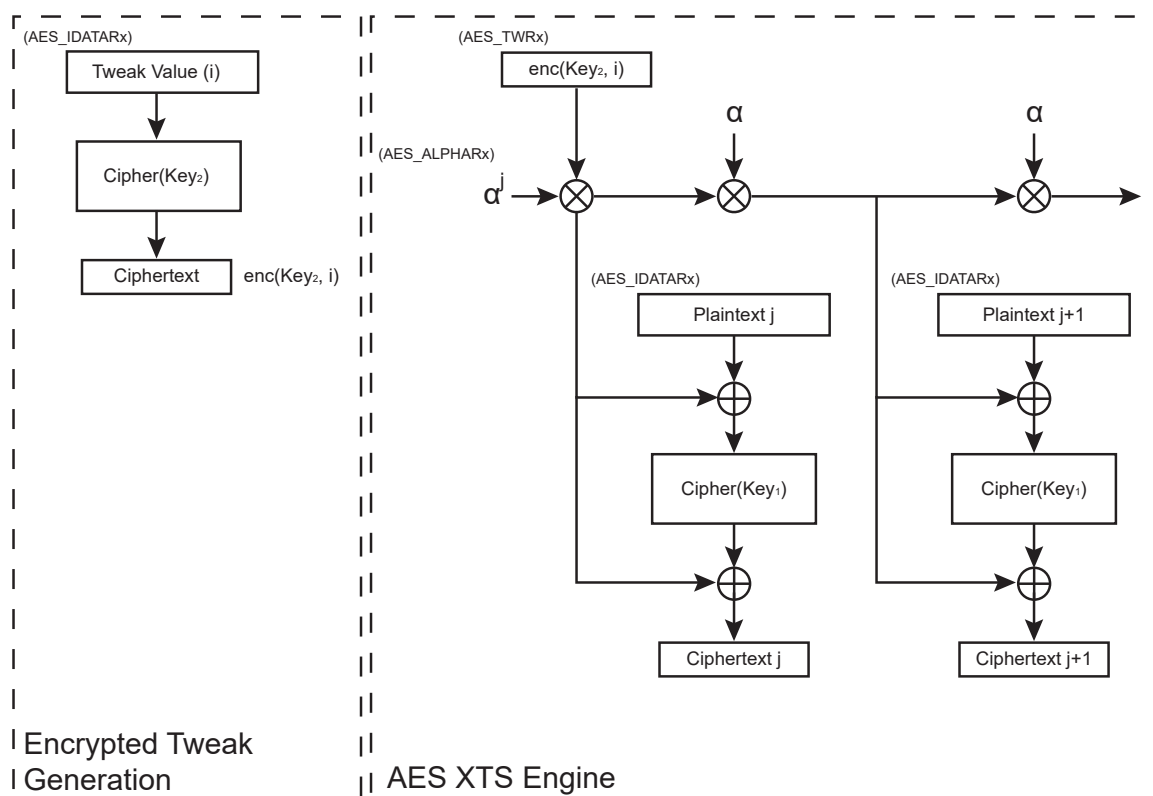 (AES_IDATARx)
Tweak Value (i)
Cipher(Key₂)
Ciphertext
enc(Key₂, i)
Encrypted Tweak
Generation
(AES_TWRx)
enc(Key₂, i)
(AES_ALPHARx)
αʲ
α
α
(AES_IDATARx)
(AES_IDATARx)
Plaintext j
Plaintext j+1
Cipher(Key₁)
Cipher(Key₁)
Ciphertext j
Ciphertext j+1
AES XTS Engine